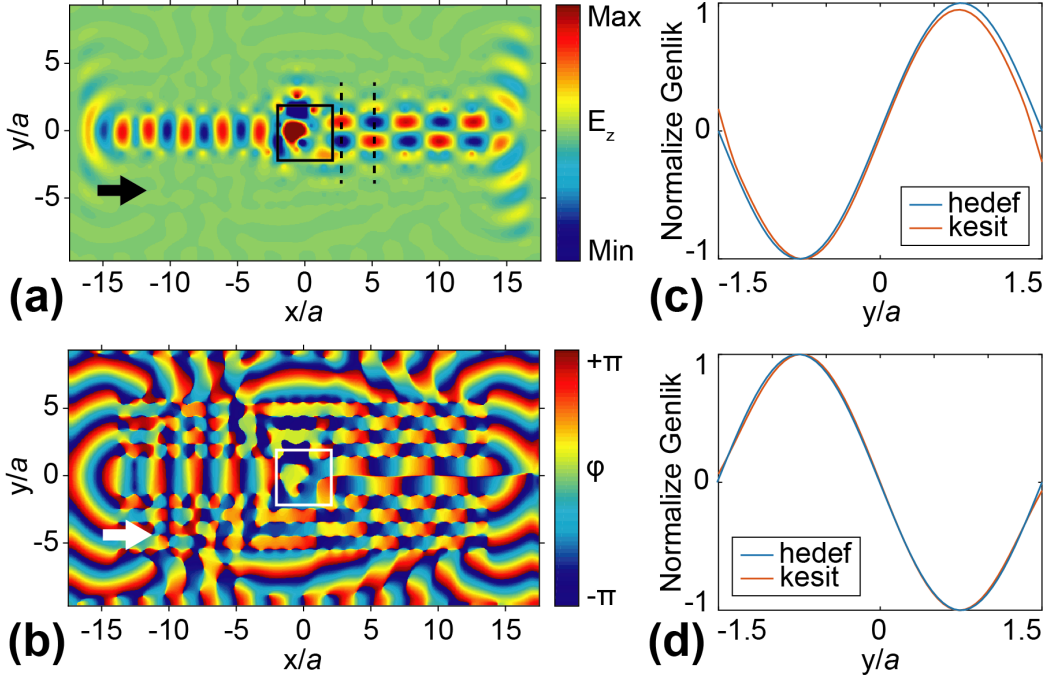 Max
E_z
Min
5
0
-5
y/a
-15
-10
-5
0
5
10
15
x/a
(a)
+π
φ
-π
5
0
-5
y/a
-15
-10
-5
0
5
10
15
x/a
(b)
Normalize Genlik
1
0
-1
hedef
kesit
-1.5
0
1.5
y/a
(c)
Normalize Genlik
1
0
-1
hedef
kesit
-1.5
0
1.5
y/a
(d)